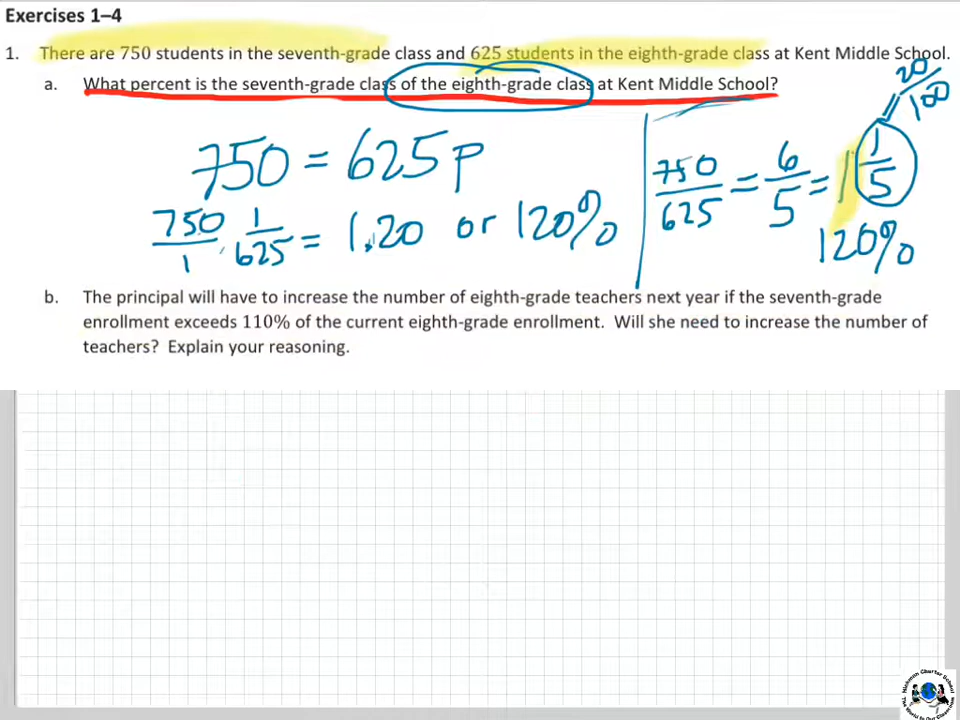 Exercises 1–4
1. There are 750 students in the seventh-grade class and 625 students in the eighth-grade class at Kent Middle School.
a. What percent is the seventh-grade class of the eighth-grade class at Kent Middle School?
750 = 625p
750/1 · 1/625 = 1.20 or 120%
750/625 = 6/5 = 1 1/5
20/100
120%
b. The principal will have to increase the number of eighth-grade teachers next year if the seventh-grade
enrollment exceeds 110% of the current eighth-grade enrollment. Will she need to increase the number of
teachers? Explain your reasoning.